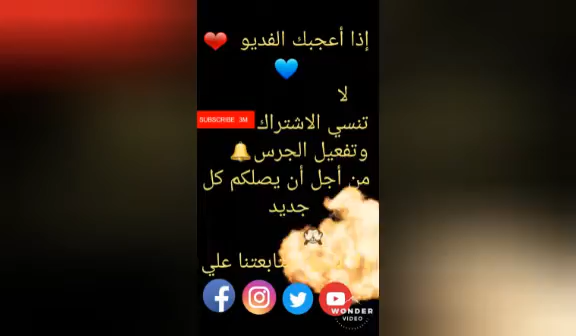 إذا أعجبك الفديو
لا
تنسي الاشتراك
SUBSCRIBE 3M
وتفعيل الجرس
من أجل أن يصلكم كل
جديد
علي
WONDER
VIDEO